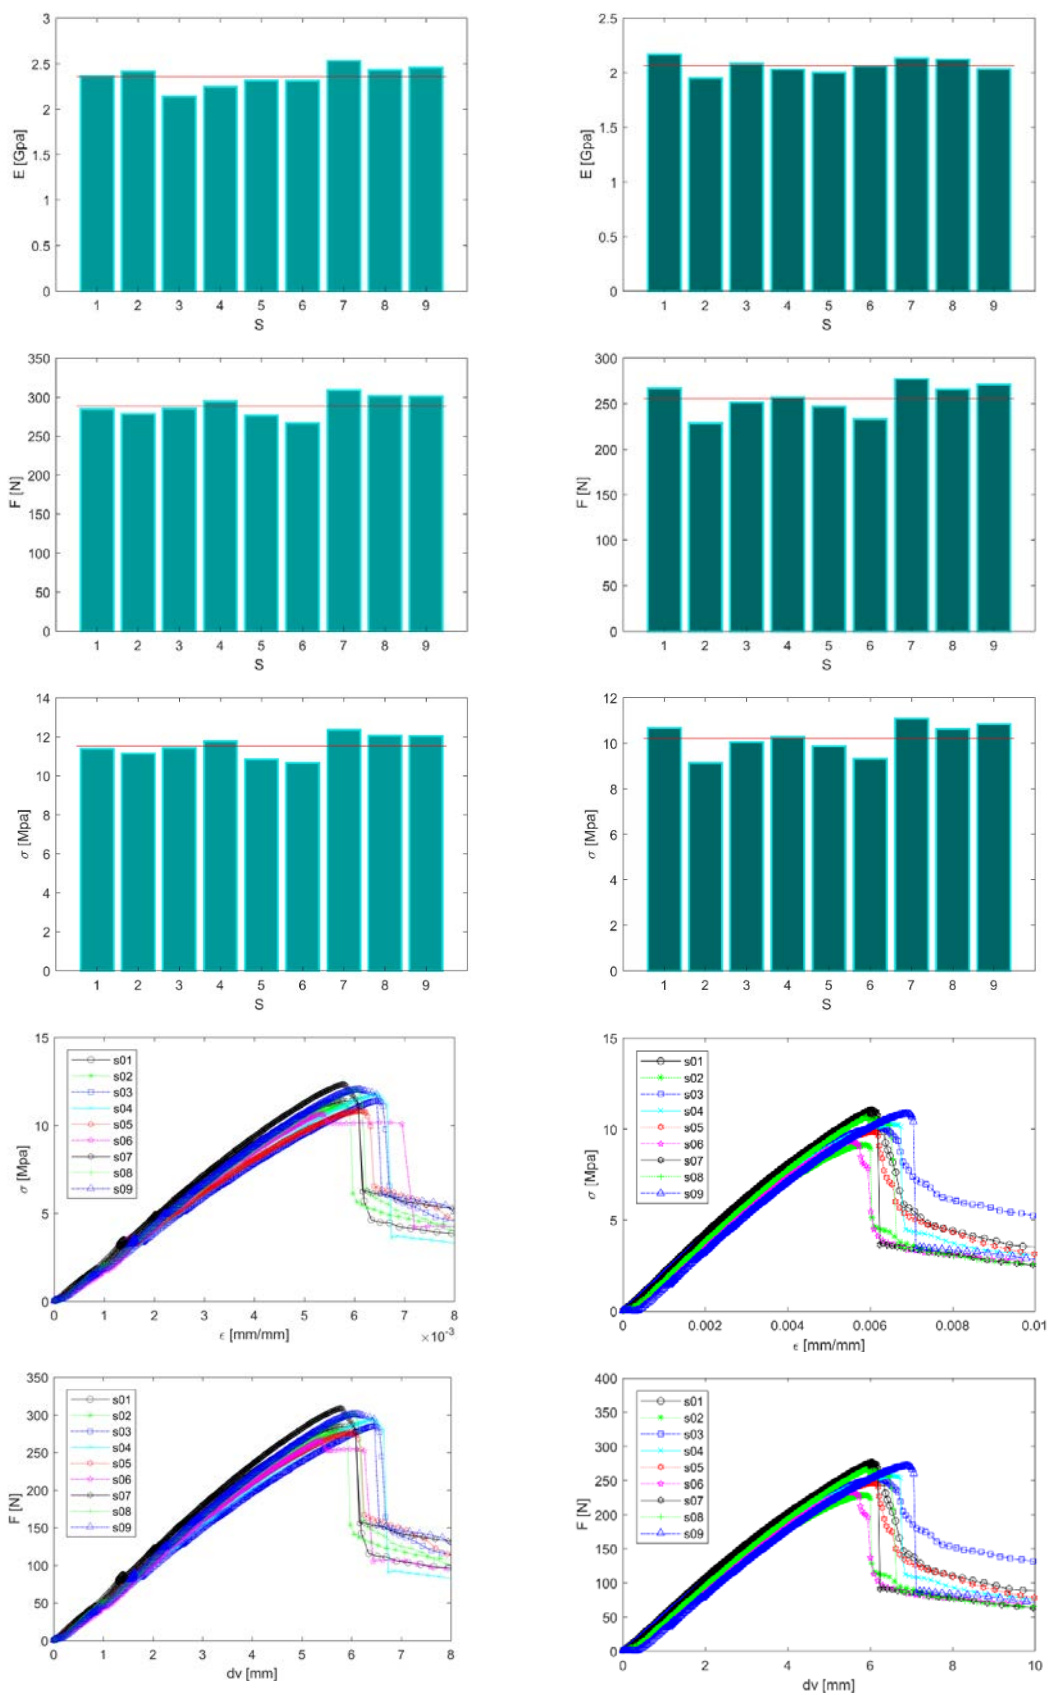 3
2.5
2
1.5
1
0.5
0
E [Gpa]
1 2 3 4 5 6 7 8 9
S
2.5
2
1.5
1
0.5
0
E [Gpa]
1 2 3 4 5 6 7 8 9
S
350
300
250
200
150
100
50
0
F [N]
1 2 3 4 5 6 7 8 9
S
300
250
200
150
100
50
0
F [N]
1 2 3 4 5 6 7 8 9
S
14
12
10
8
6
4
2
0
σ [Mpa]
1 2 3 4 5 6 7 8 9
S
12
10
8
6
4
2
0
σ [Mpa]
1 2 3 4 5 6 7 8 9
S
15
10
5
0
σ [Mpa]
s01
s02
s03
s04
s05
s06
s07
s08
s09
0 1 2 3 4 5 6 7 8
ϵ [mm/mm]
×10⁻³
15
10
5
0
σ [Mpa]
s01
s02
s03
s04
s05
s06
s07
s08
s09
0 0.002 0.004 0.006 0.008 0.01
ϵ [mm/mm]
350
300
250
200
150
100
50
0
F [N]
s01
s02
s03
s04
s05
s06
s07
s08
s09
0 1 2 3 4 5 6 7 8
dv [mm]
400
350
300
250
200
150
100
50
0
F [N]
s01
s02
s03
s04
s05
s06
s07
s08
s09
0 2 4 6 8 10
dv [mm]